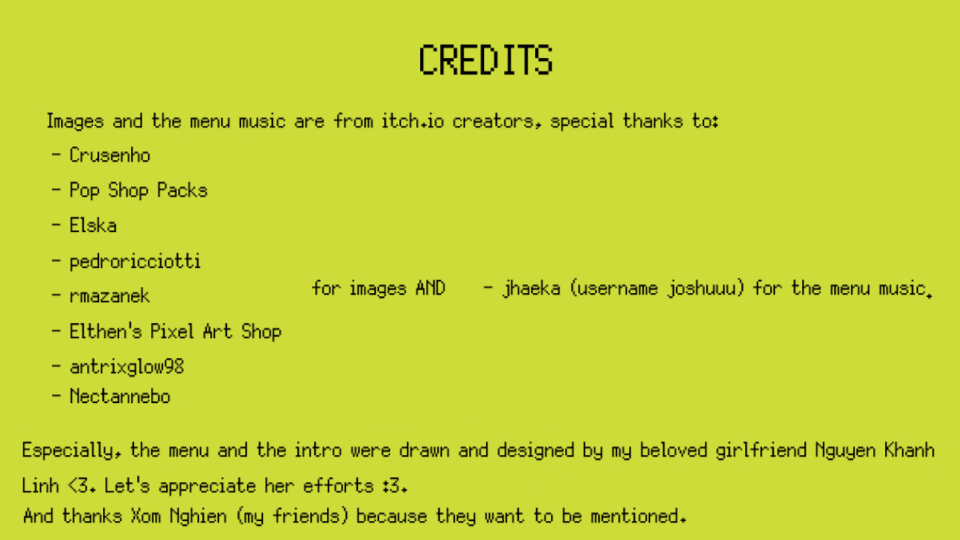 CREDITS
Images and the menu music are from itch.io creators, special thanks to:
- Crusenho
- Pop Shop Packs
- Elska
- pedroricciotti
- rmazanek
- Elthen's Pixel Art Shop
- antrixglow98
- Nectannebo
for images AND - jhaeka (username joshuuu) for the menu music.
Especially, the menu and the intro were drawn and designed by my beloved girlfriend Nguyen Khanh
Linh <3. Let's appreciate her efforts :3.
And thanks Xom Nghien (my friends) because they want to be mentioned.